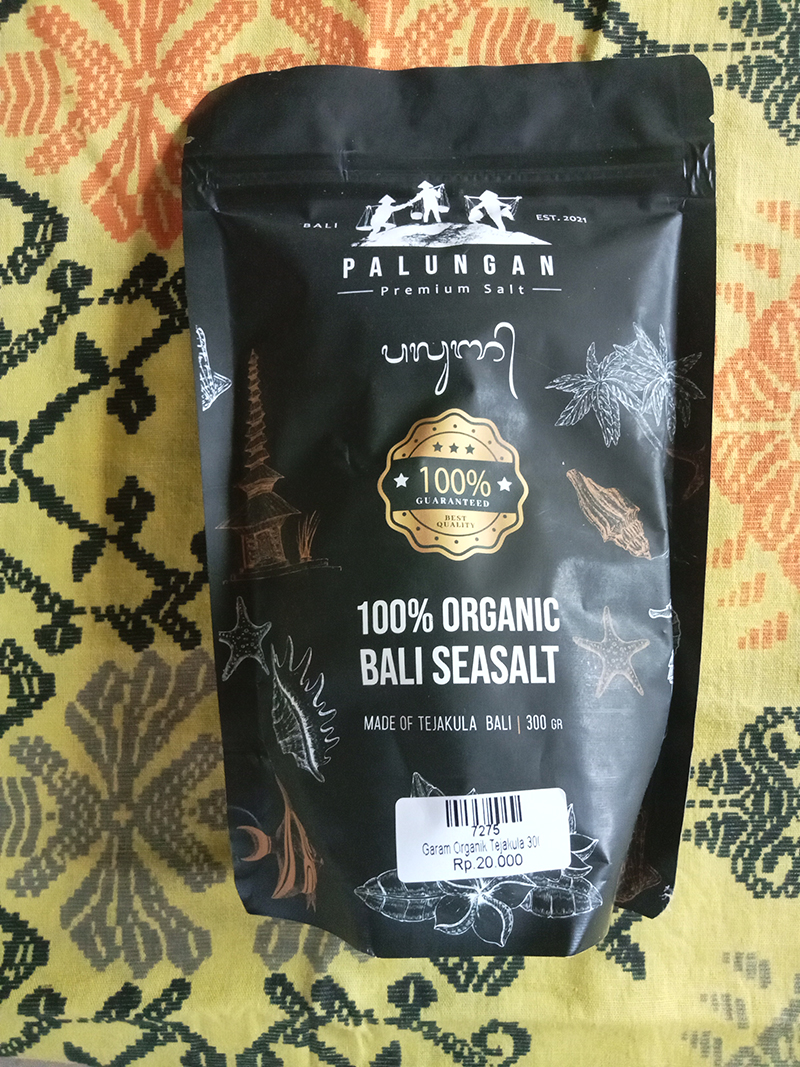 BALI
EST. 2021
PALUNGAN
Premium Salt
100%
GUARANTEED
BEST
QUALITY
100% ORGANIC
BALI SEASALT
MADE OF TEJAKULA BALI | 300 GR
7275
Garam Organik Tejakula
Rp.20.000